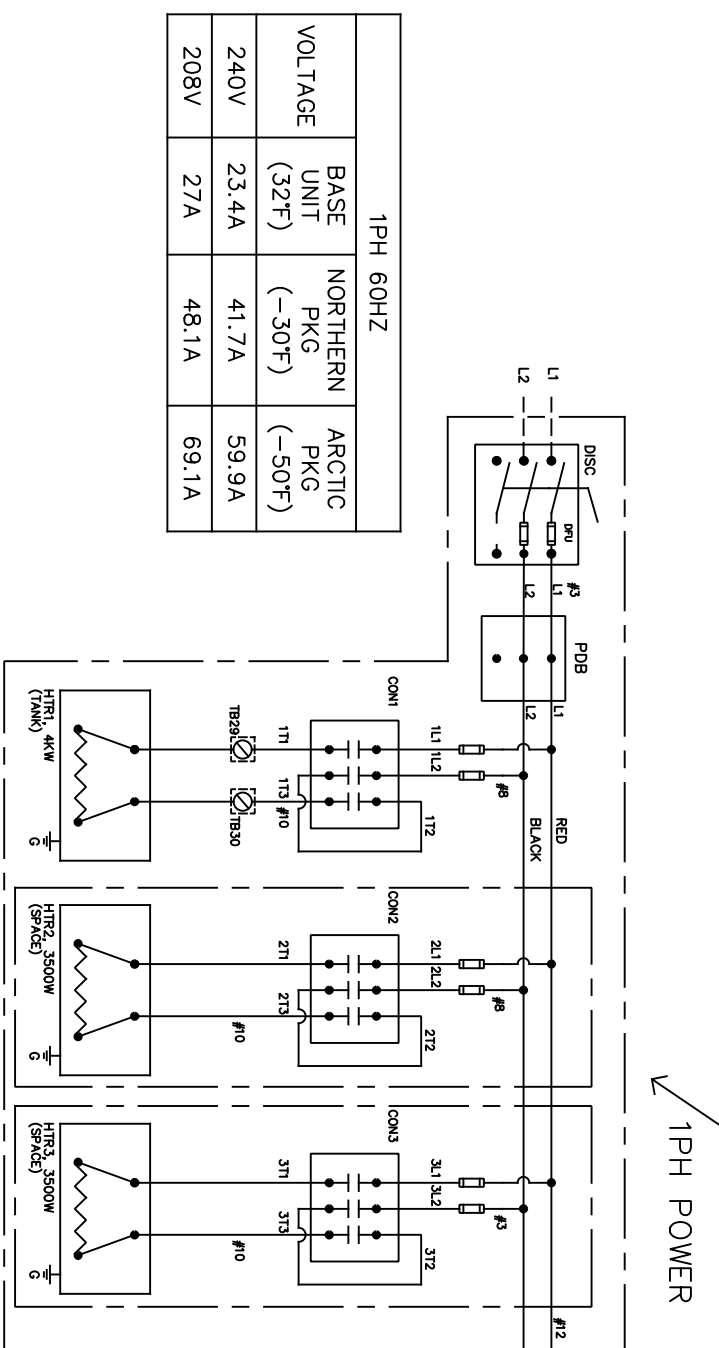 1PH 60HZ
VOLTAGE
BASE
UNIT
(32°F)
NORTHERN
PKG
(-30°F)
ARCTIC
PKG
(-50°F)
240V
23.4A
41.7A
59.9A
208V
27A
48.1A
69.1A
1PH POWER
L1
L2
DISC
DFU
#3
L1
L2
PDB
L1
L2
RED
BLACK
#12
1L1
1L2
#8
CON1
1T2
1T1
1T3
#10
TB29
TB30
HTR1, 4KW
(TANK)
G
2L1
2L2
#8
CON2
2T2
2T1
2T3
#10
HTR2, 3500W
(SPACE)
G
3L1
3L2
#3
CON3
3T2
3T1
3T3
#10
HTR3, 3500W
(SPACE)
G